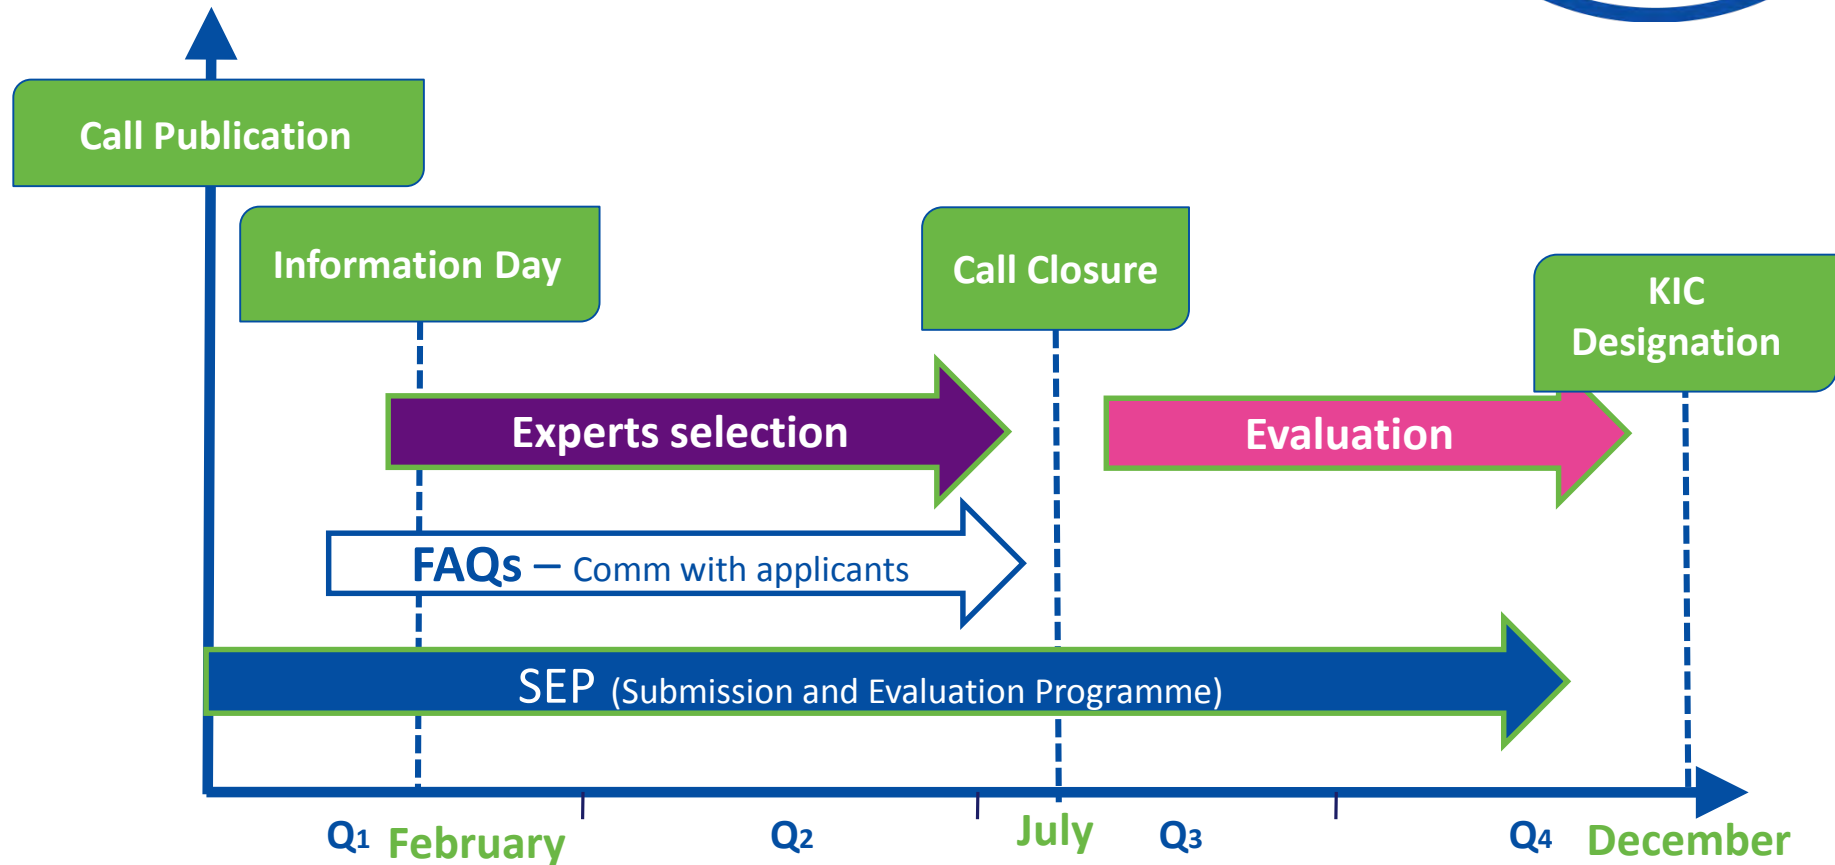 Call Publication
Information Day
Call Closure
KIC
Designation
Experts selection
Evaluation
FAQs – Comm with applicants
SEP (Submission and Evaluation Programme)
Q1 February Q2 July Q3 Q4 December